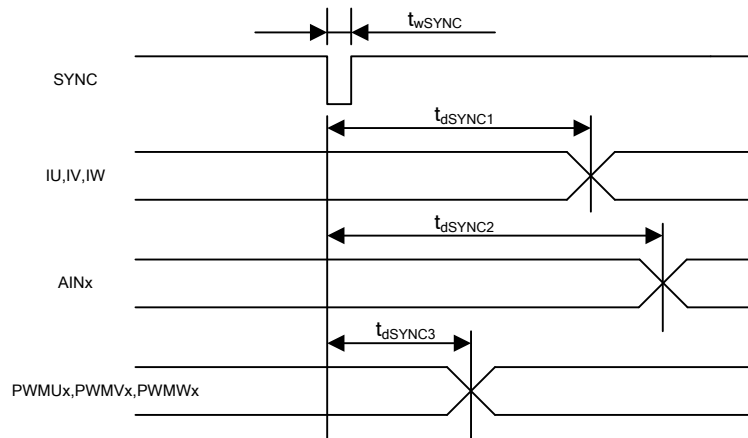 twSYNC
SYNC
tdSYNC1
IU,IV,IW
tdSYNC2
AINx
tdSYNC3
PWMUx,PWMVx,PWMWx